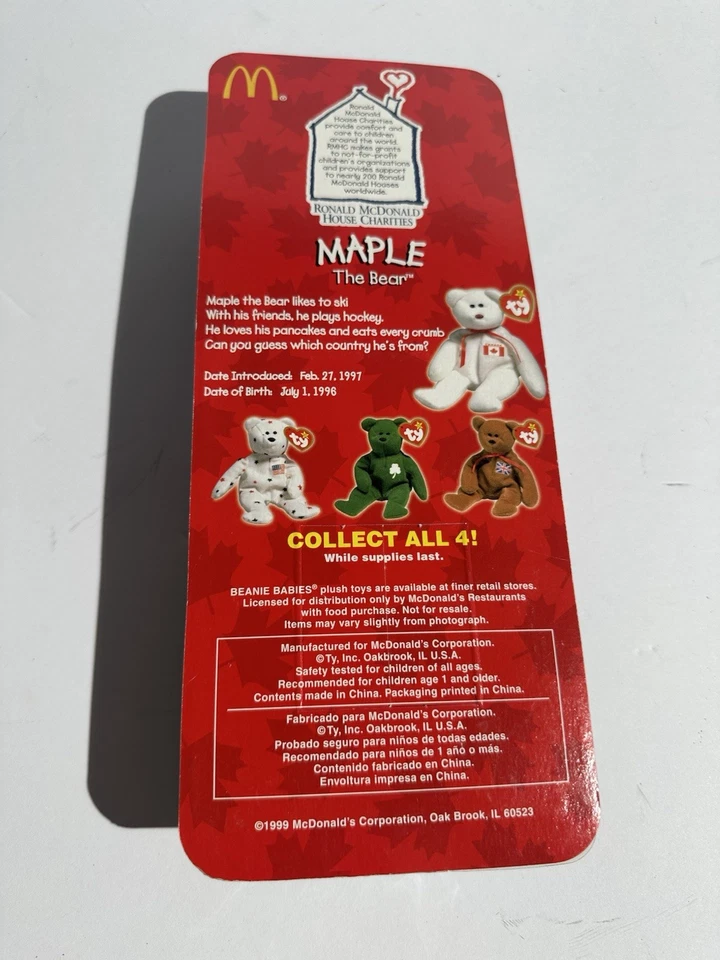 M®
Ronald
McDonald
House Charities
provide comfort and
care to children
around the world.
RMHC makes grants
to not-for-profit
children's organizations
and provides support
to nearly 200 Ronald
McDonald Houses
worldwide.
RONALD MCDONALD
HOUSE CHARITIES
MAPLE
The Bear™
Maple the Bear likes to ski
With his friends, he plays hockey.
He loves his pancakes and eats every crumb
Can you guess which country he's from?
Date Introduced: Feb. 27, 1997
Date of Birth: July 1, 1996
ty
ty
ty
ty
COLLECT ALL 4!
While supplies last.
BEANIE BABIES® plush toys are available at finer retail stores.
Licensed for distribution only by McDonald's Restaurants
with food purchase. Not for resale.
Items may vary slightly from photograph.
Manufactured for McDonald's Corporation.
©Ty, Inc. Oakbrook, IL U.S.A.
Safety tested for children of all ages.
Recommended for children age 1 and older.
Contents made in China. Packaging printed in China.
Fabricado para McDonald's Corporation.
©Ty, Inc. Oakbrook, IL U.S.A.
Probado seguro para niños de todas edades.
Recomendado para niños de 1 año o más.
Contenido fabricado en China.
Envoltura impresa en China.
©1999 McDonald's Corporation, Oak Brook, IL 60523